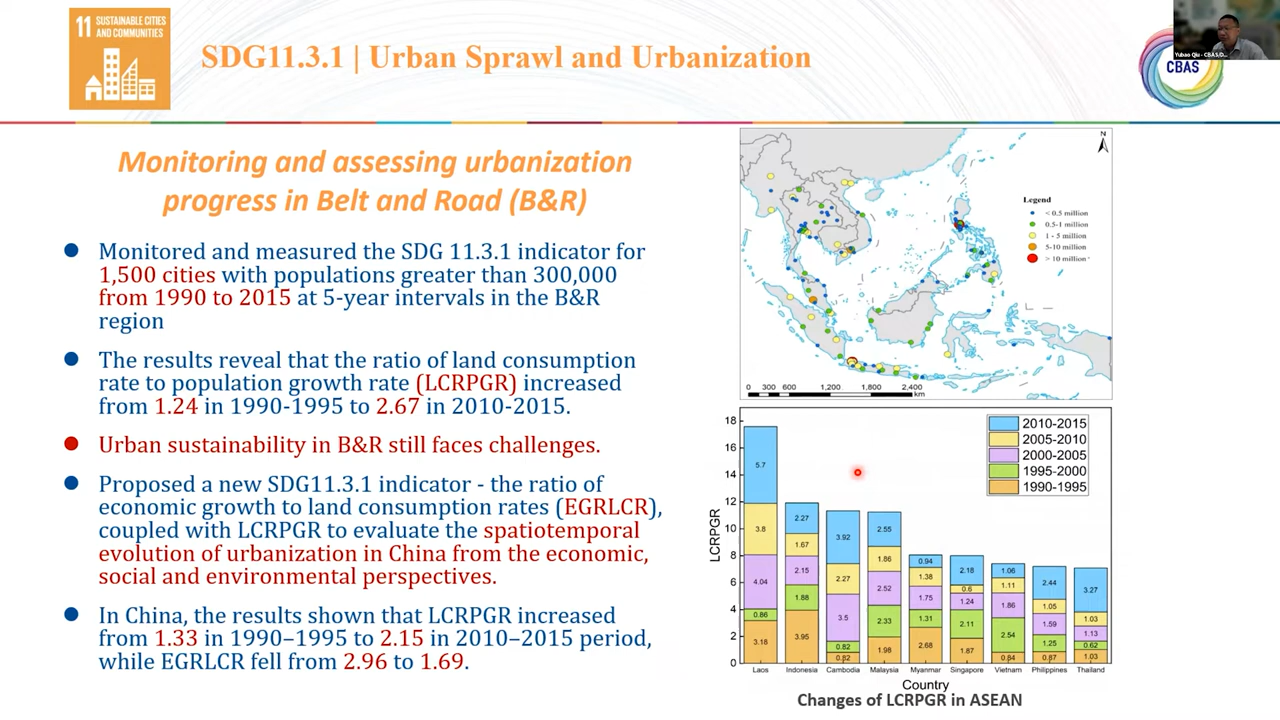 11 SUSTAINABLE CITIES
AND COMMUNITIES
SDG11.3.1 | Urban Sprawl and Urbanization
CBAS
Yubao Qiu - CBAS,D...
Monitoring and assessing urbanization
progress in Belt and Road (B&R)
Monitored and measured the SDG 11.3.1 indicator for
1,500 cities with populations greater than 300,000
from 1990 to 2015 at 5-year intervals in the B&R
region
The results reveal that the ratio of land consumption
rate to population growth rate (LCRPGR) increased
from 1.24 in 1990-1995 to 2.67 in 2010-2015.
Urban sustainability in B&R still faces challenges.
Proposed a new SDG11.3.1 indicator - the ratio of
economic growth to land consumption rates (EGRLCR),
coupled with LCRPGR to evaluate the spatiotemporal
evolution of urbanization in China from the economic,
social and environmental perspectives.
In China, the results shown that LCRPGR increased
from 1.33 in 1990–1995 to 2.15 in 2010–2015 period,
while EGRLCR fell from 2.96 to 1.69.
N
Legend
< 0.5 million
0.5-1 million
1 - 5 million
5-10 million
> 10 million
0 300 600 1,200 1,800 2,400
km
2010-2015
2005-2010
2000-2005
1995-2000
1990-1995
LCRPGR
18
16
14
12
10
8
6
4
2
0
5.7
3.8
4.04
0.86
3.18
2.27
1.67
2.15
1.88
3.95
3.92
2.27
3.5
0.82
0.82
2.55
1.86
2.52
2.33
1.98
0.94
1.38
1.75
1.31
2.68
2.18
0.6
1.24
2.11
1.87
1.06
1.11
1.86
2.54
0.84
2.44
1.05
1.59
1.25
0.87
3.27
1.03
1.13
0.62
1.03
Laos Indonesia Cambodia Malaysia Myanmar Singapore Vietnam Philippines Thailand
Country
Changes of LCRPGR in ASEAN